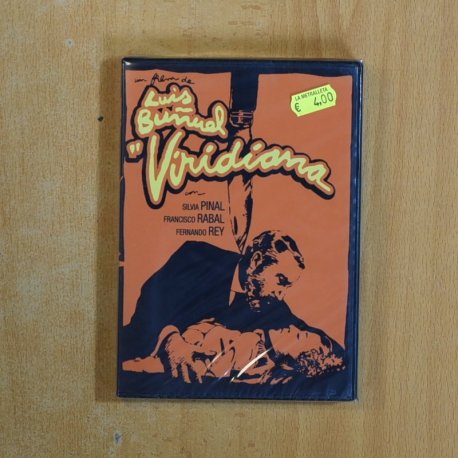 un film de
Luis
Buñuel
"Viridiana
con
SILVIA PINAL
FRANCISCO RABAL
FERNANDO REY
LA METRALLETA
€ 4,00